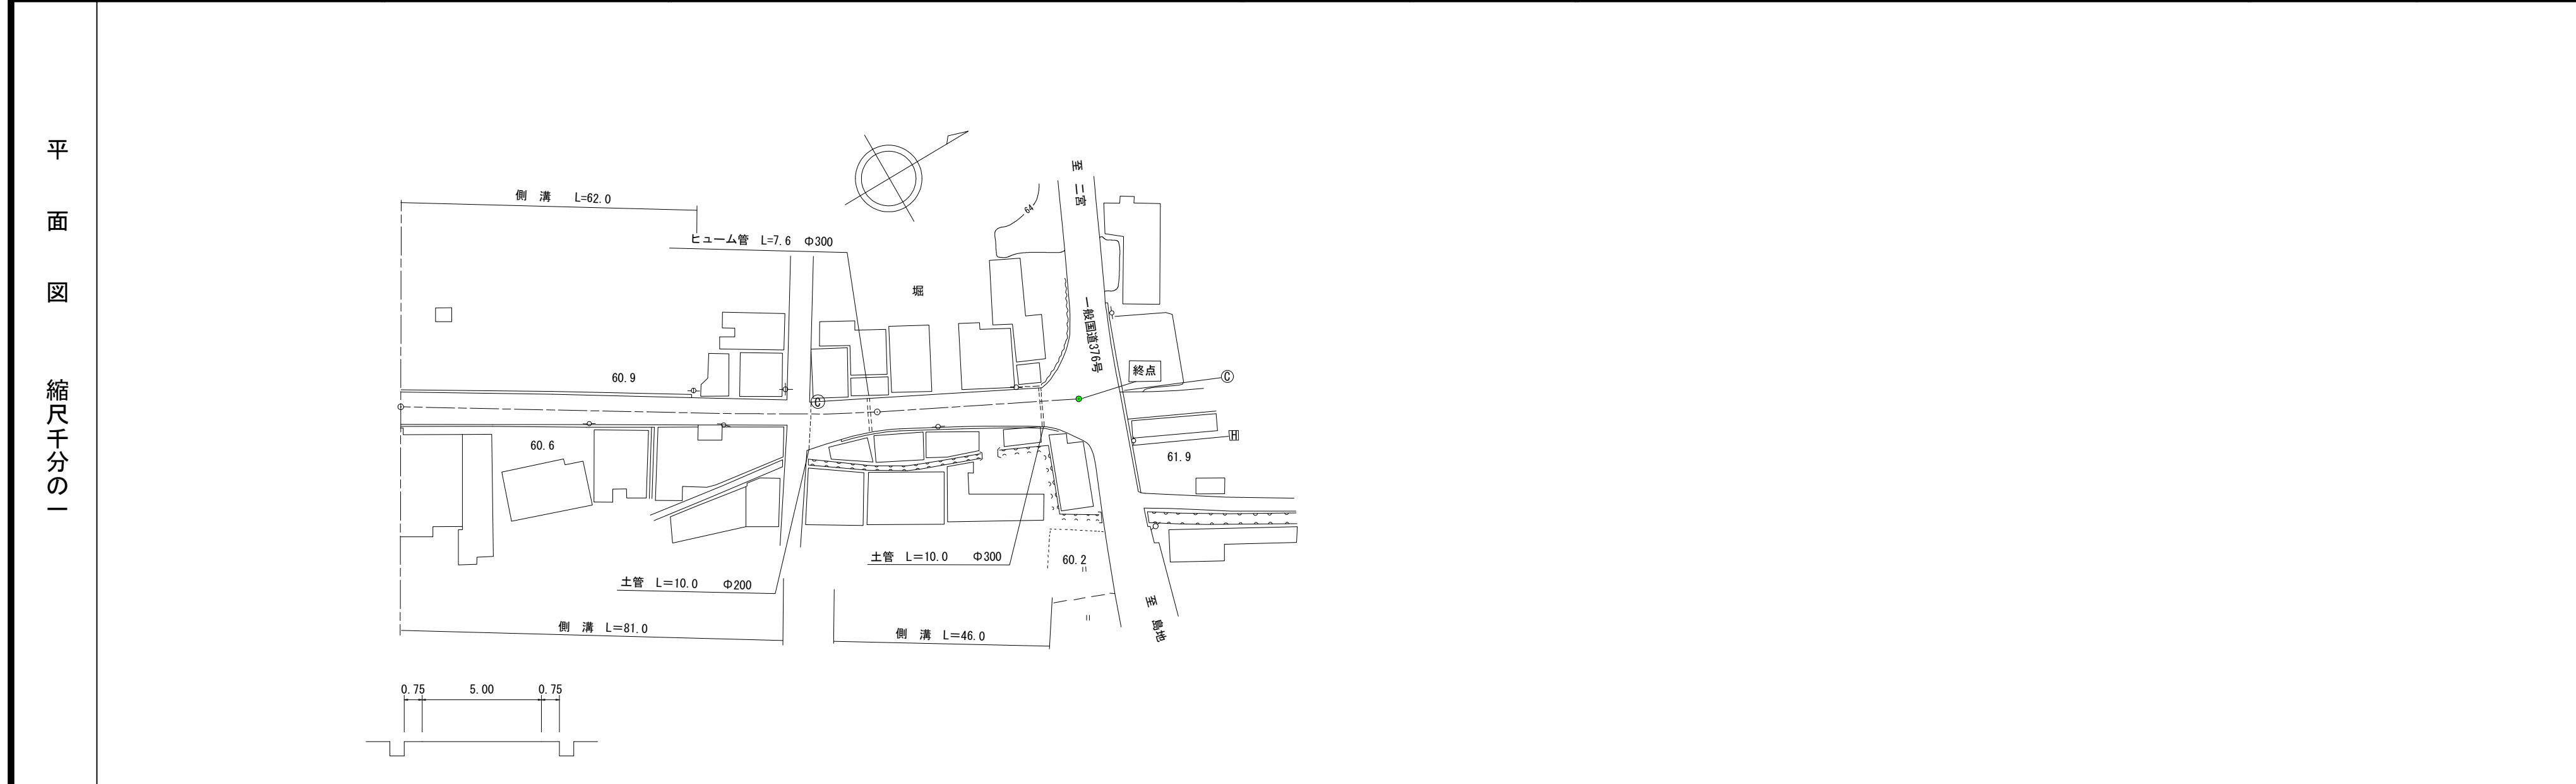 平面図 縮尺千分の一
側 溝 L=62.0
ヒューム管 L=7.6 Φ300
至 二宮
64
堀
一般国道376号
終点
60.9
C
C
60.6
H
61.9
土管 L=10.0 Φ300
60.2
土管 L=10.0 Φ200
至 島地
側 溝 L=81.0
側 溝 L=46.0
0.75 5.00 0.75